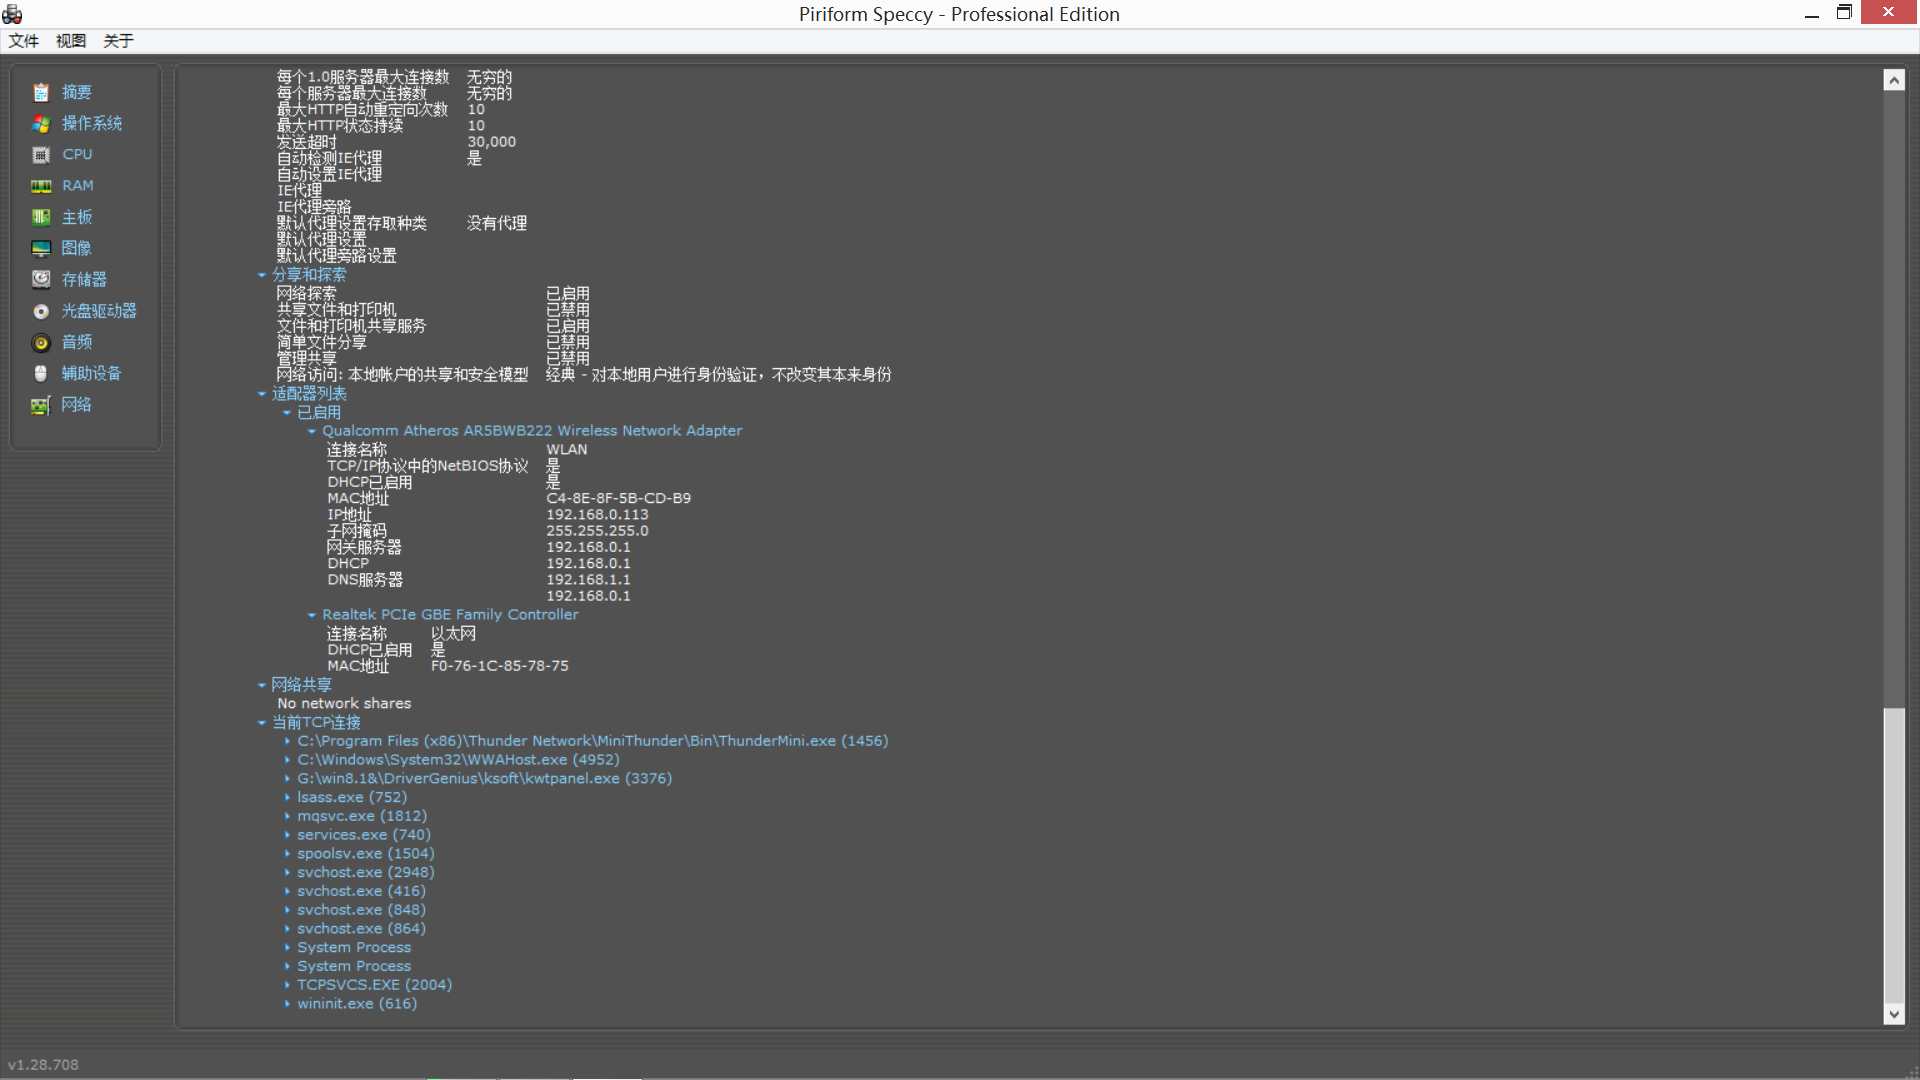 Piriform Speccy - Professional Edition
文件 视图 关于
摘要
操作系统
CPU
RAM
主板
图像
存储器
光盘驱动器
音频
辅助设备
网络
每个1.0服务器最大连接数 无穷的
每个服务器最大连接数 无穷的
最大HTTP自动重定向次数 10
最大HTTP状态持续 10
发送超时 30,000
自动检测IE代理 是
自动设置IE代理
IE代理
IE代理旁路
默认代理设置存取种类 没有代理
默认代理设置
默认代理旁路设置
分享和探索
网络探索 已启用
共享文件和打印机 已禁用
文件和打印机共享服务 已启用
简单文件分享 已禁用
管理共享 已禁用
网络访问: 本地帐户的共享和安全模型 经典 - 对本地用户进行身份验证，不改变其本来身份
适配器列表
已启用
Qualcomm Atheros AR5BWB222 Wireless Network Adapter
连接名称 WLAN
TCP/IP协议中的NetBIOS协议 是
DHCP已启用 是
MAC地址 C4-8E-8F-5B-CD-B9
IP地址 192.168.0.113
子网掩码 255.255.255.0
网关服务器 192.168.0.1
DHCP 192.168.0.1
DNS服务器 192.168.1.1
192.168.0.1
Realtek PCIe GBE Family Controller
连接名称 以太网
DHCP已启用 是
MAC地址 F0-76-1C-85-78-75
网络共享
No network shares
当前TCP连接
C:\Program Files (x86)\Thunder Network\MiniThunder\Bin\ThunderMini.exe (1456)
C:\Windows\System32\WWAHost.exe (4952)
G:\win8.1&\DriverGenius\ksoft\kwtpanel.exe (3376)
lsass.exe (752)
mqsvc.exe (1812)
services.exe (740)
spoolsv.exe (1504)
svchost.exe (2948)
svchost.exe (416)
svchost.exe (848)
svchost.exe (864)
System Process
System Process
TCPSVCS.EXE (2004)
wininit.exe (616)
v1.28.708